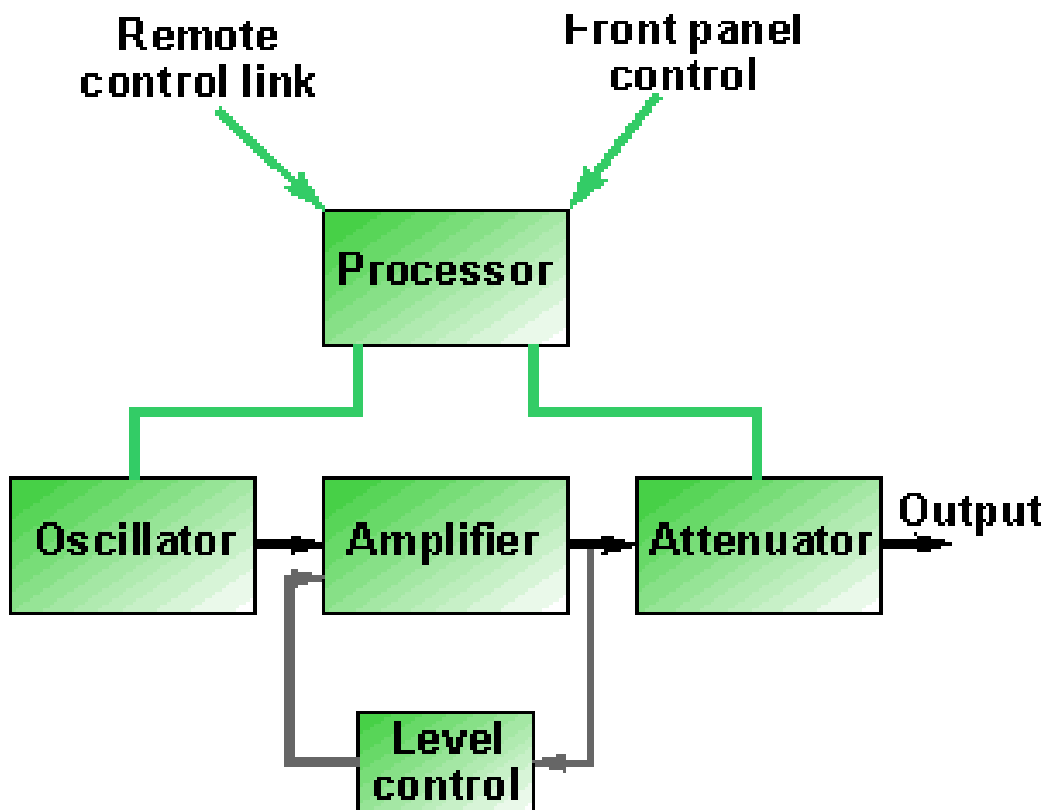 Remote
control link
Front panel
control
Processor
Oscillator
Amplifier
Attenuator
Output
Level
control